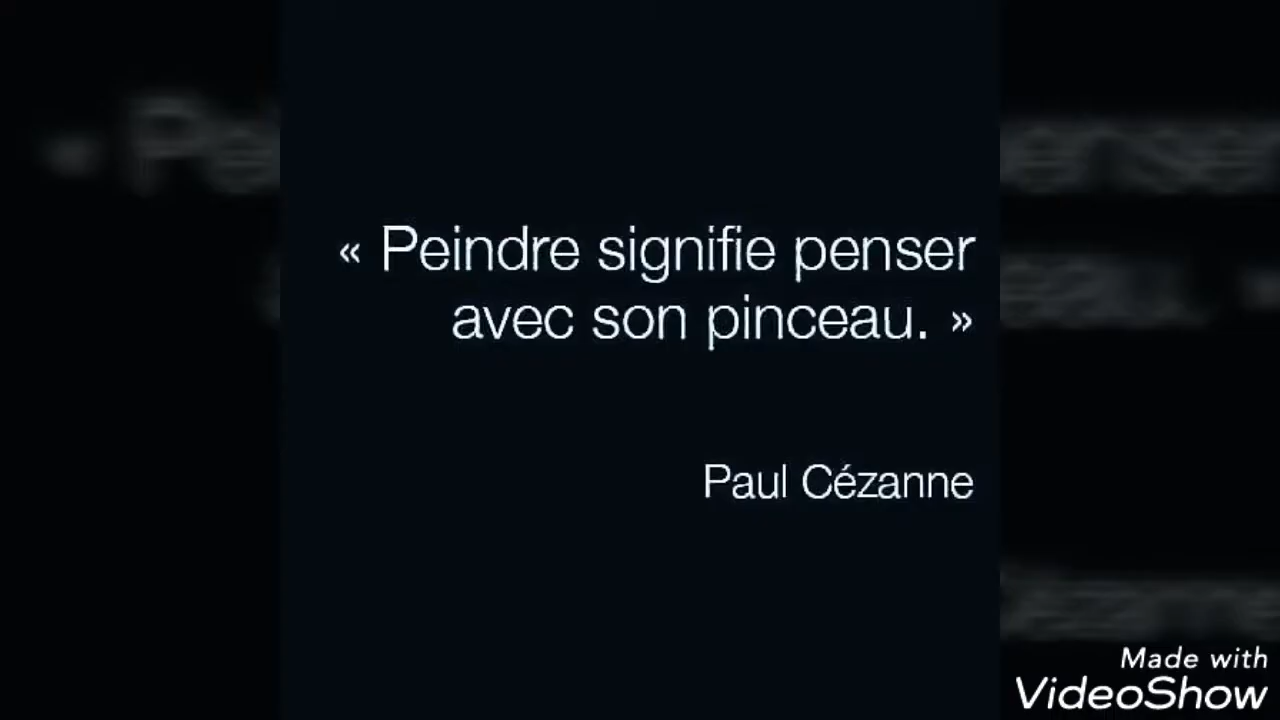 « Peindre signifie penser
avec son pinceau. »
Paul Cézanne
Made with
VideoShow